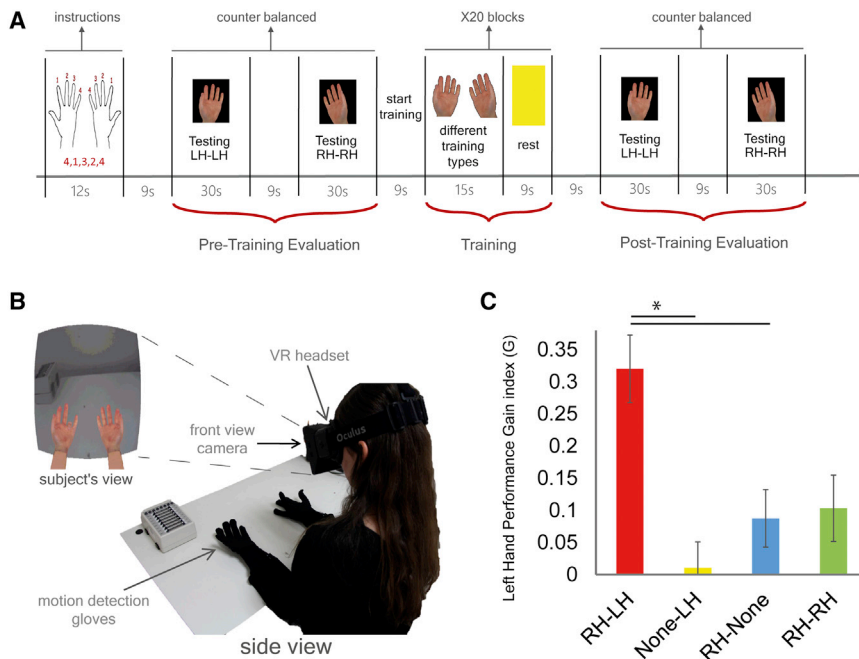 A
instructions
counter balanced
X20 blocks
counter balanced
1 2 3 4 4 3 2 1
4,1,3,2,4
Testing
LH-LH
Testing
RH-RH
start
training
different
training
types
rest
Testing
LH-LH
Testing
RH-RH
12s 9s 30s 9s 30s 9s 15s 9s 9s 30s 9s 30s
Pre-Training Evaluation
Training
Post-Training Evaluation
B
VR headset
front view
camera
Oculus
subject's view
motion detection
gloves
side view
C
*
Left Hand Performance Gain index (G)
0.35
0.3
0.25
0.2
0.15
0.1
0.05
0
RH-LH
None-LH
RH-None
RH-RH